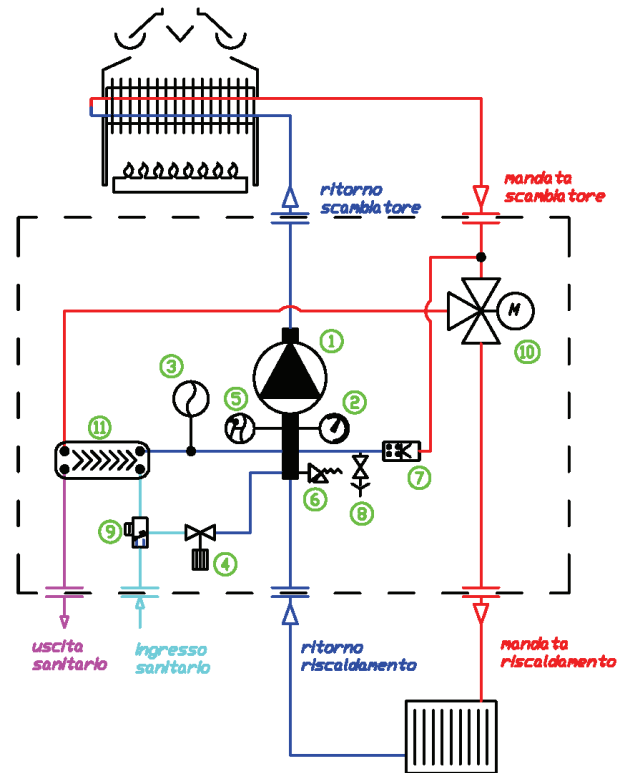 ritorno
scambiatore
mandata
scambiatore
M
1
3
10
5
2
11
6
7
8
9
4
uscita
sanitario
ingresso
sanitario
ritorno
riscaldamento
mandata
riscaldamento